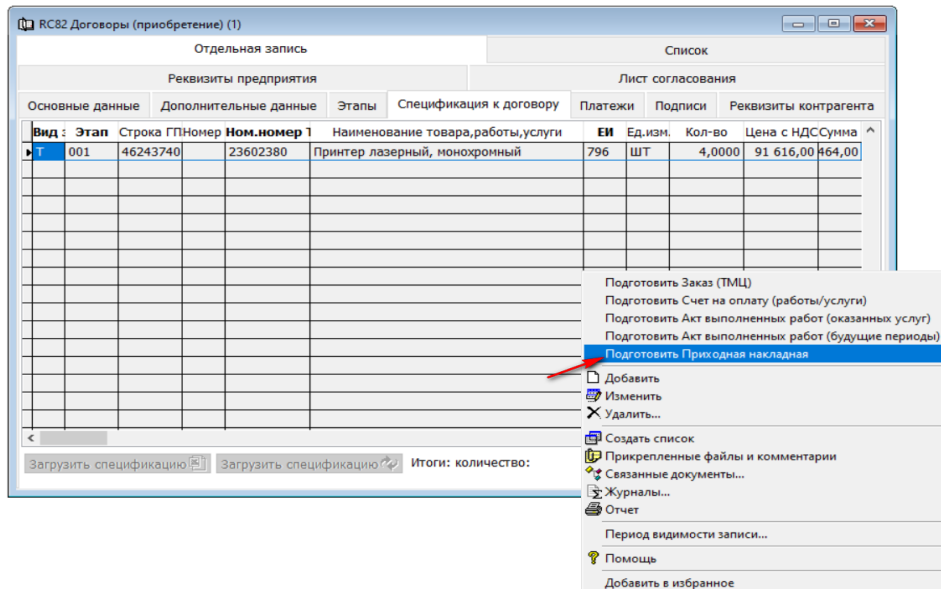 RC82 Договоры (приобретение) (1)
Отдельная запись Список
Реквизиты предприятия Лист согласования
Основные данные Дополнительные данные Этапы Спецификация к договору Платежи Подписи Реквизиты контрагента
Вид Этап Строка ГП Номер Ном.номер Т Наименование товара,работы,услуги ЕИ Ед.изм. Кол-во Цена с НДС Сумма
Т 001 46243740 23602380 Принтер лазерный, монохромный 796 ШТ 4,0000 91 616,00 464,00
Загрузить спецификацию Загрузить спецификацию Итоги: количество:
Подготовить Заказ (ТМЦ)
Подготовить Счет на оплату (работы/услуги)
Подготовить Акт выполненных работ (оказанных услуг)
Подготовить Акт выполненных работ (будущие периоды)
Подготовить Приходная накладная
Добавить
Изменить
Удалить...
Создать список
Прикрепленные файлы и комментарии
Связанные документы...
Журналы...
Отчет
Период видимости записи...
Помощь
Добавить в избранное